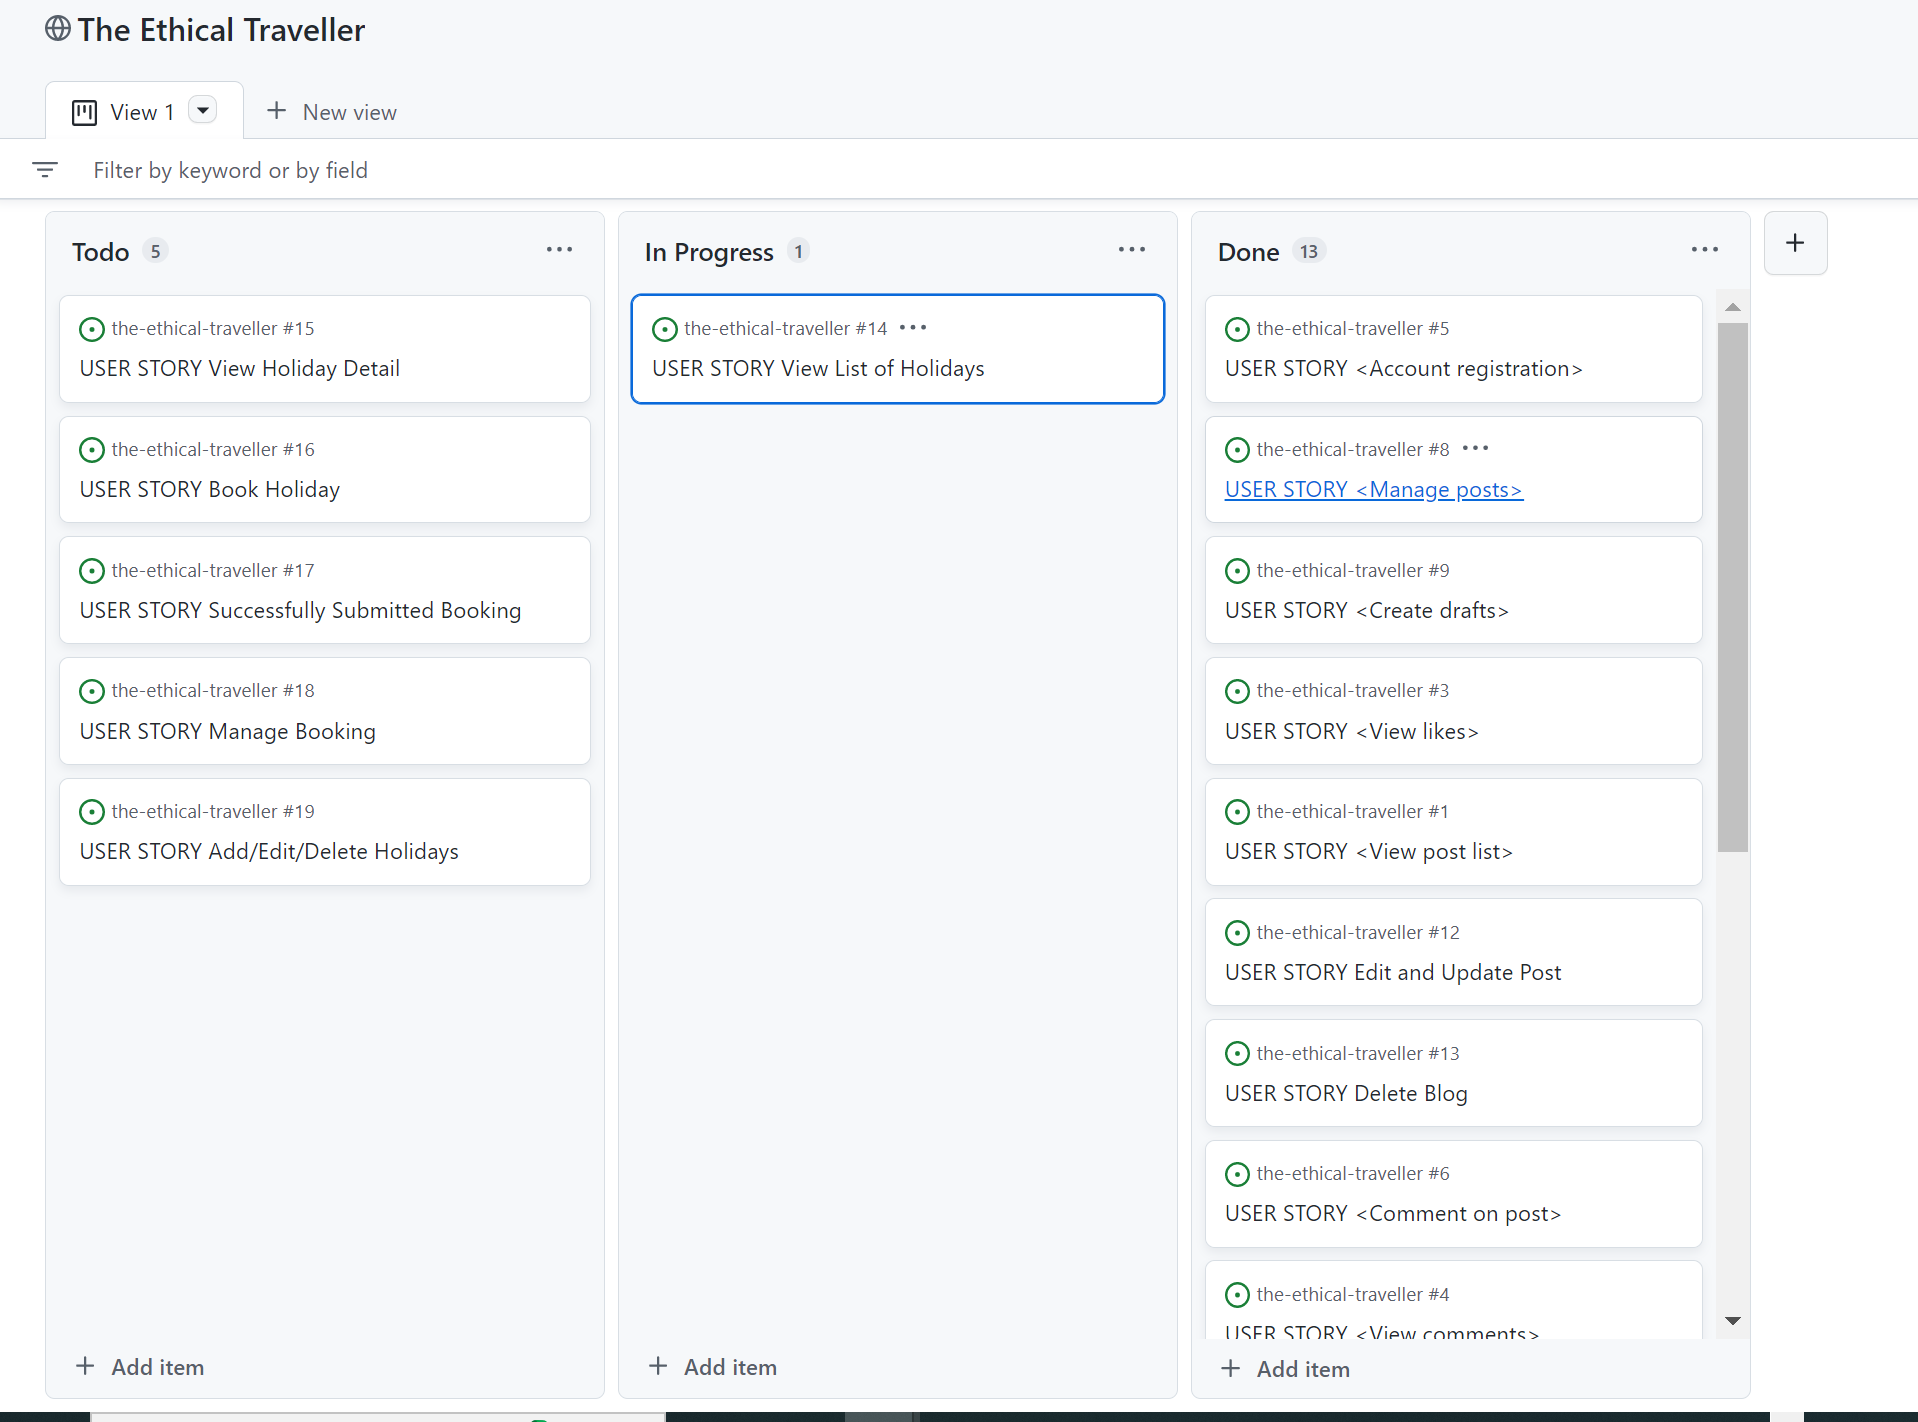 The Ethical Traveller
View 1
New view
Filter by keyword or by field
Todo 5
the-ethical-traveller #15
USER STORY View Holiday Detail
the-ethical-traveller #16
USER STORY Book Holiday
the-ethical-traveller #17
USER STORY Successfully Submitted Booking
the-ethical-traveller #18
USER STORY Manage Booking
the-ethical-traveller #19
USER STORY Add/Edit/Delete Holidays
Add item
In Progress 1
the-ethical-traveller #14
USER STORY View List of Holidays
Add item
Done 13
the-ethical-traveller #5
USER STORY <Account registration>
the-ethical-traveller #8
USER STORY <Manage posts>
the-ethical-traveller #9
USER STORY <Create drafts>
the-ethical-traveller #3
USER STORY <View likes>
the-ethical-traveller #1
USER STORY <View post list>
the-ethical-traveller #12
USER STORY Edit and Update Post
the-ethical-traveller #13
USER STORY Delete Blog
the-ethical-traveller #6
USER STORY <Comment on post>
the-ethical-traveller #4
USER STORY <View comments>
Add item